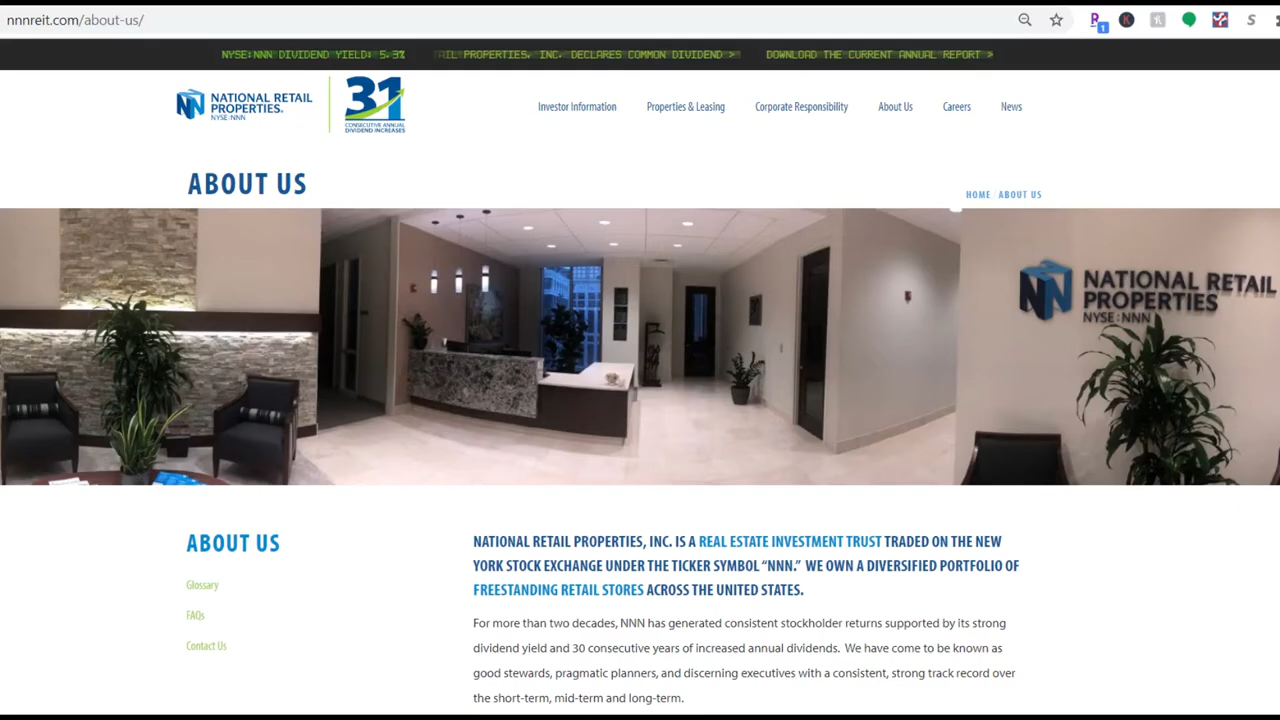 nnnreit.com/about-us/
NYSE:NNN DIVIDEND YIELD: 5.3% AIL PROPERTIES, INC. DECLARES COMMON DIVIDEND > DOWNLOAD THE CURRENT ANNUAL REPORT >
NATIONAL RETAIL
PROPERTIES.
NYSE:NNN
31
CONSECUTIVE ANNUAL
DIVIDEND INCREASES
Investor Information Properties & Leasing Corporate Responsibility About Us Careers News
ABOUT US
HOME ABOUT US
NATIONAL RETAIL
PROPERTIES
NYSE:NNN
ABOUT US
Glossary
FAQs
Contact Us
NATIONAL RETAIL PROPERTIES, INC. IS A REAL ESTATE INVESTMENT TRUST TRADED ON THE NEW
YORK STOCK EXCHANGE UNDER THE TICKER SYMBOL “NNN.” WE OWN A DIVERSIFIED PORTFOLIO OF
FREESTANDING RETAIL STORES ACROSS THE UNITED STATES.
For more than two decades, NNN has generated consistent stockholder returns supported by its strong
dividend yield and 30 consecutive years of increased annual dividends. We have come to be known as
good stewards, pragmatic planners, and discerning executives with a consistent, strong track record over
the short-term, mid-term and long-term.